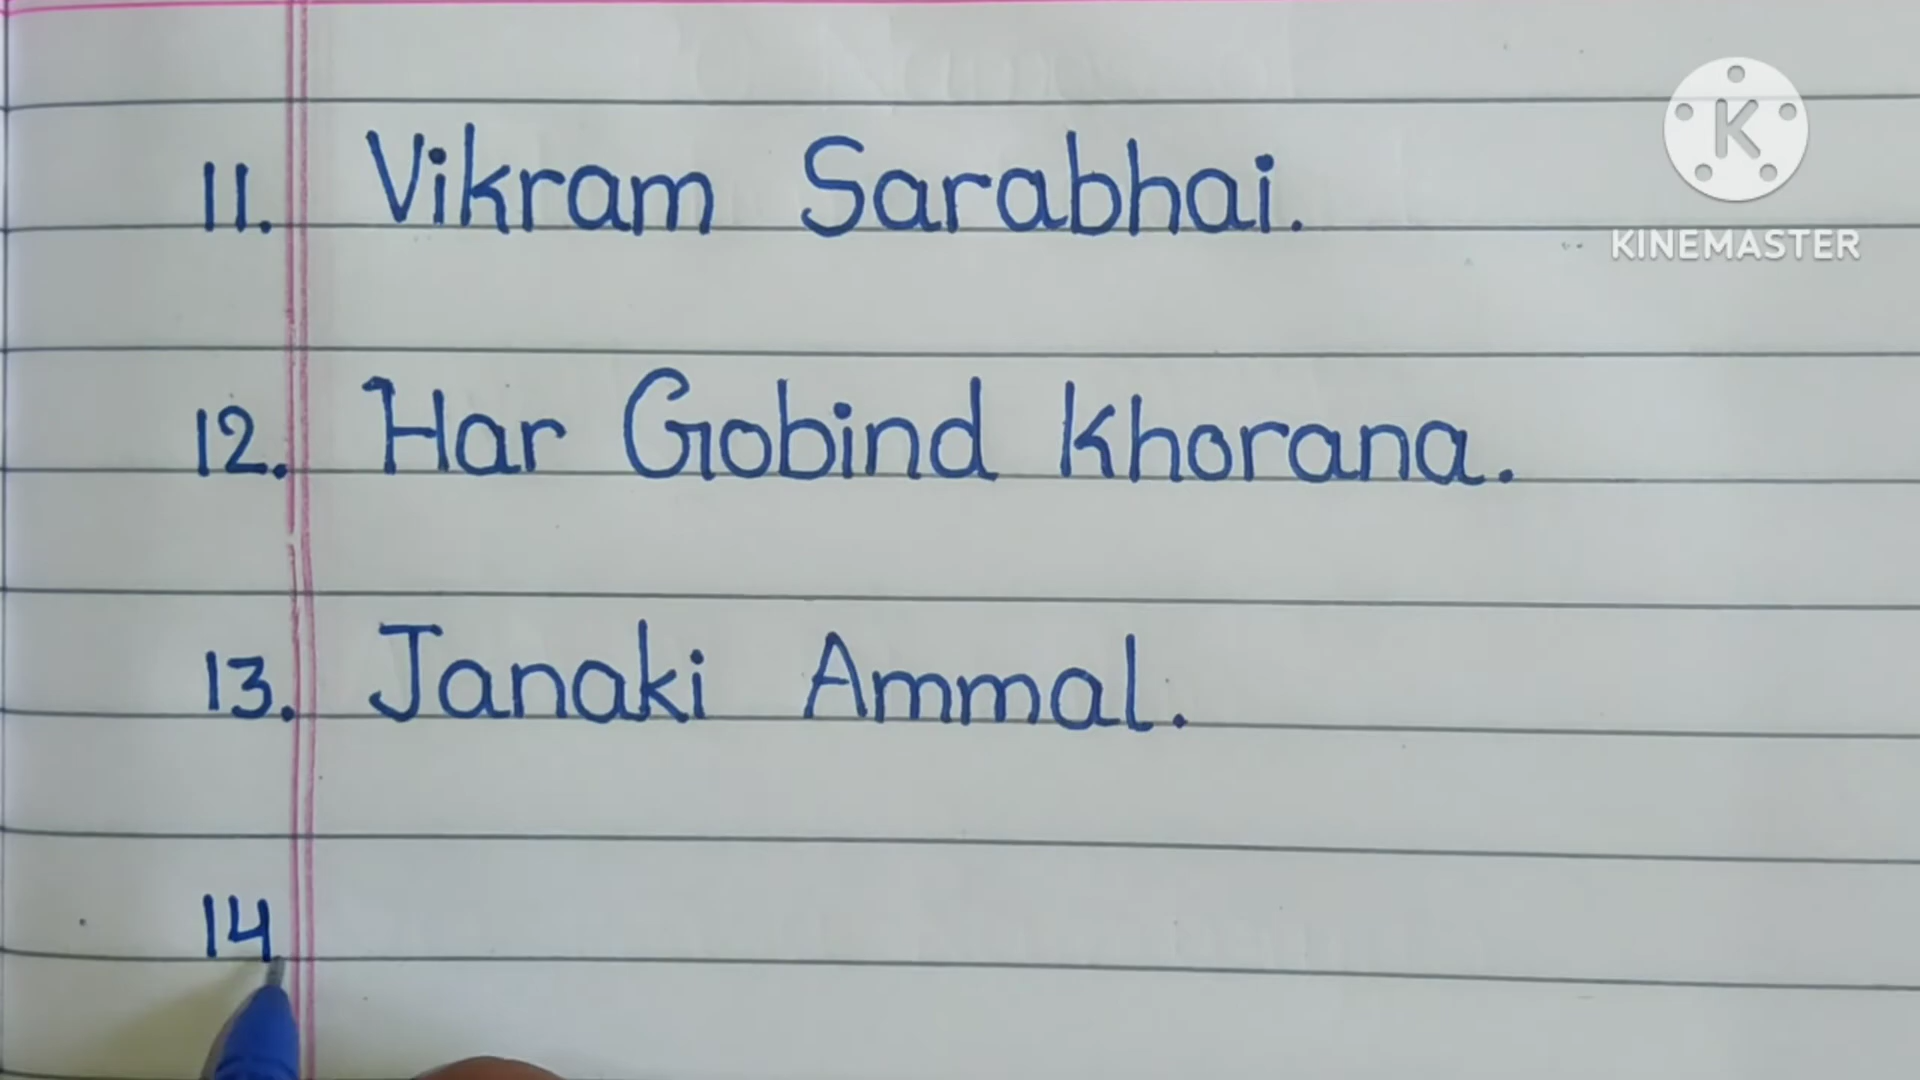 11. Vikram Sarabhai.
K
KINEMASTER
12. Har Gobind Khorana.
13. Janaki Ammal.
14